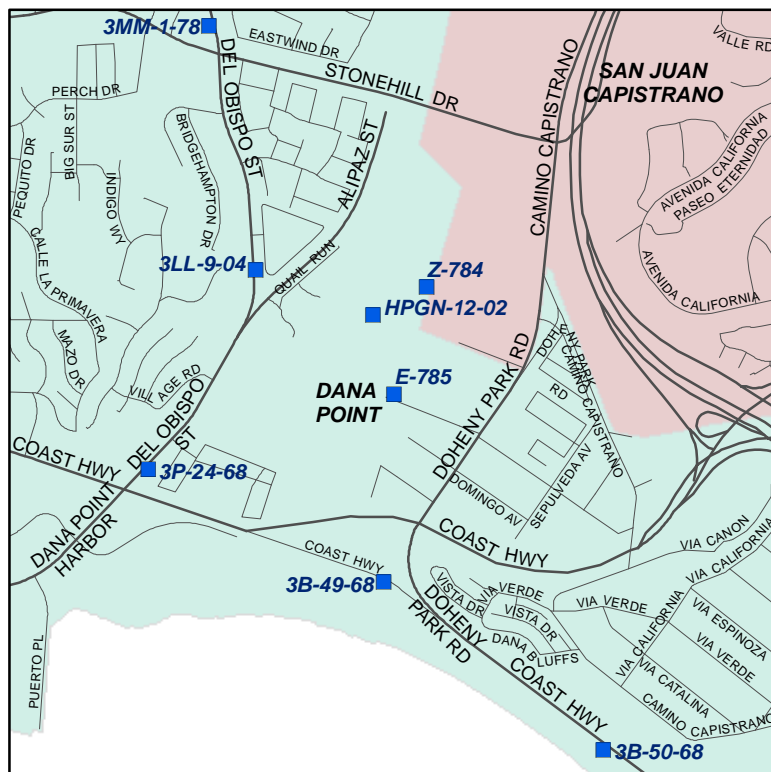 3MM-1-78
EASTWIND DR
VALLE RD
DEL OBISPO ST
STONEHILL DR
SAN JUAN
CAPISTRANO
PERCH DR
BIG SUR ST
BRIDGEHAMPTON DR
ALIPAZ ST
CAMINO CAPISTRANO
AVENIDA CALIFORNIA
PASEO ETERNIDAD
PEQUITO DR
INDIGO WY
CALLE LA PRIMAVERA
3LL-9-04
QUAIL RUN
Z-784
HPGN-12-02
AVENIDA CALIFORNIA
MAZO DR
VILLAGE RD
DANA
POINT
E-785
DOHENY PARK RD
DOHENY PARK
RD
CAMINO CAPISTRANO
COAST HWY
DEL OBISPO
ST
3P-24-68
DOMINGO AV
SEPULVEDA AV
DANA POINT
HARBOR
COAST HWY
COAST HWY
VIA CANON
VIA CALIFORNIA
3B-49-68
VISTA DR
VIA VERDE
VISTA DR
DANA BLUFFS
VIA VERDE
VIA ESPINOZA
VIA VERDE
VIA CALIFORNIA
DOHENY
PARK RD
COAST HWY
VIA CATALINA
CAMINO CAPISTRANO
PUERTO PL
3B-50-68